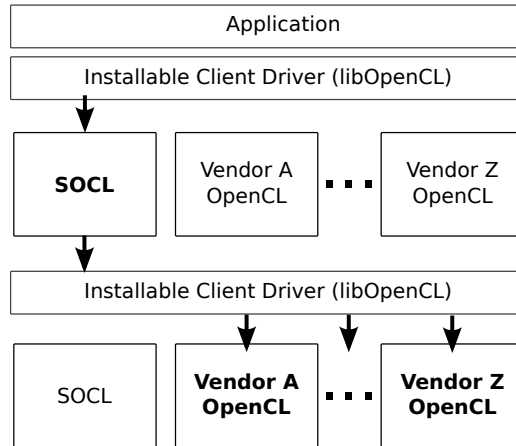 Application
Installable Client Driver (libOpenCL)
SOCL
Vendor A
OpenCL
Vendor Z
OpenCL
Installable Client Driver (libOpenCL)
SOCL
Vendor A
OpenCL
Vendor Z
OpenCL